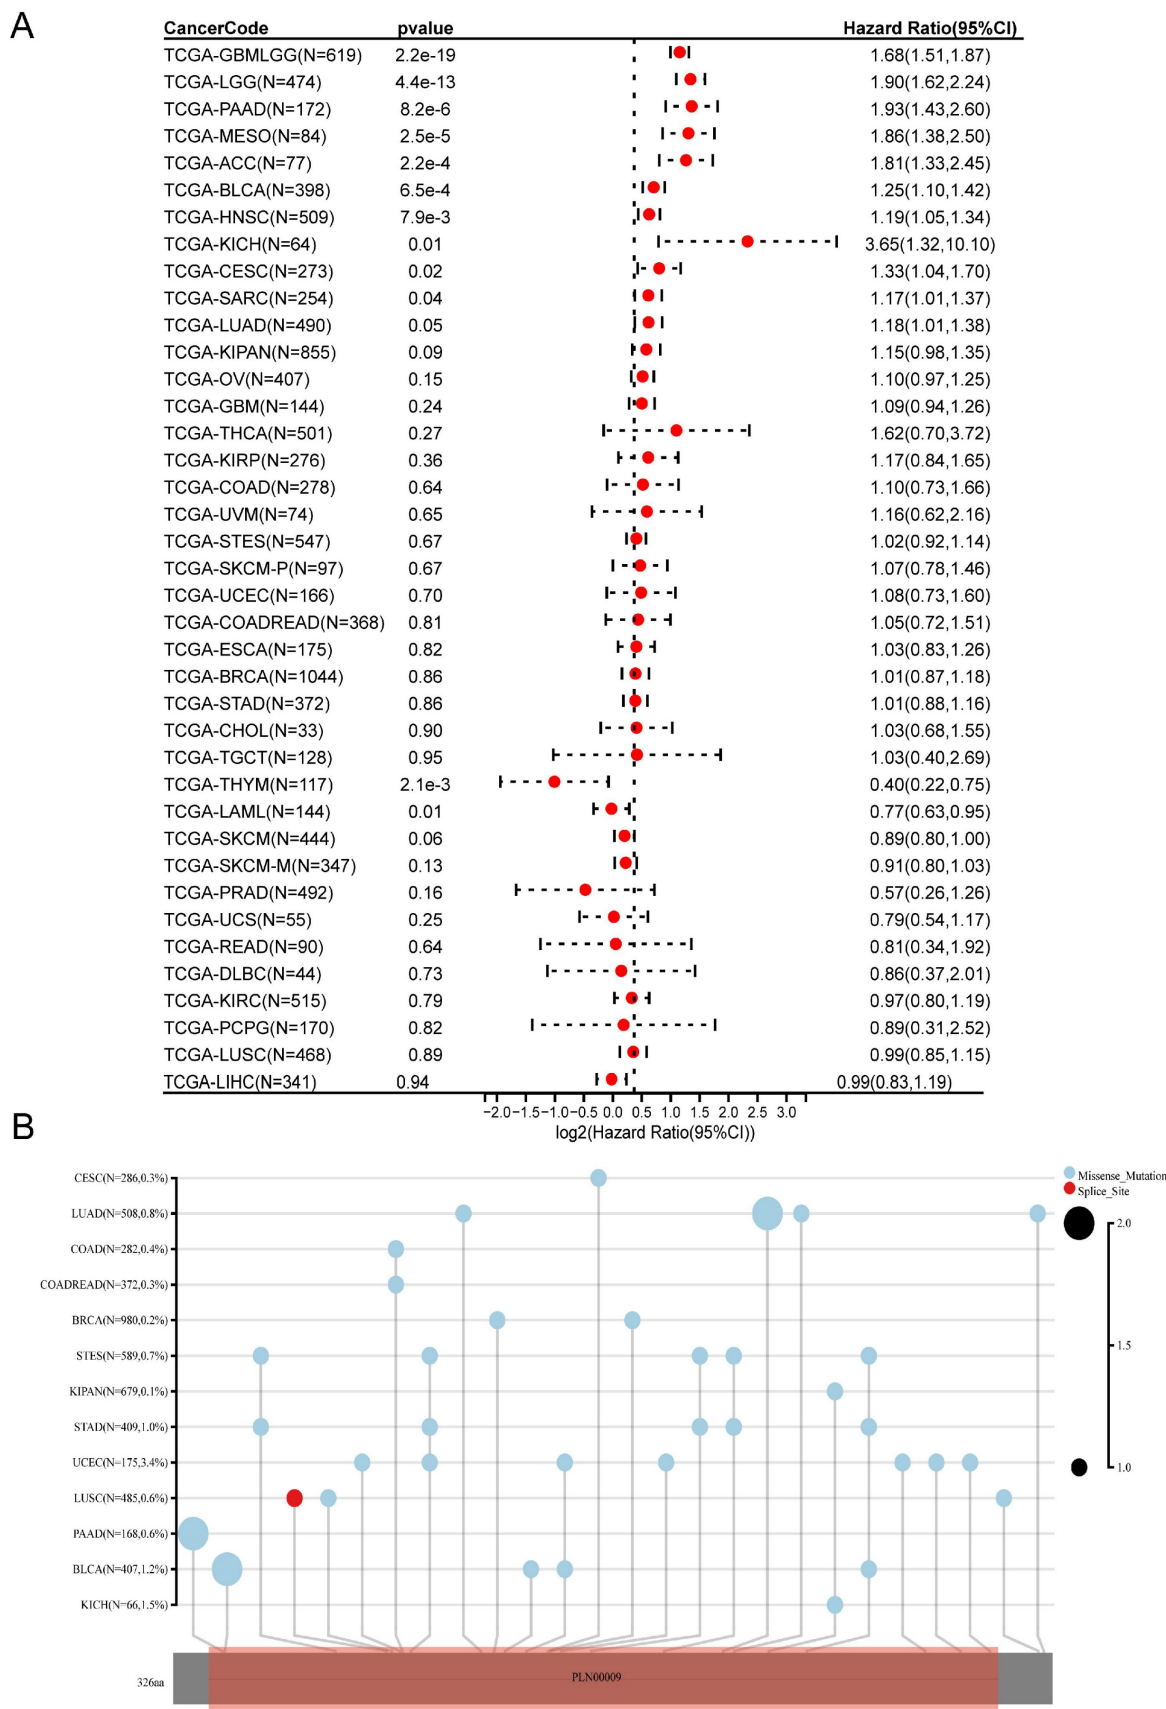 A
CancerCode pvalue Hazard Ratio(95%CI)
TCGA-GBMLGG(N=619) 2.2e-19 1.68(1.51,1.87)
TCGA-LGG(N=474) 4.4e-13 1.90(1.62,2.24)
TCGA-PAAD(N=172) 8.2e-6 1.93(1.43,2.60)
TCGA-MESO(N=84) 2.5e-5 1.86(1.38,2.50)
TCGA-ACC(N=77) 2.2e-4 1.81(1.33,2.45)
TCGA-BLCA(N=398) 6.5e-4 1.25(1.10,1.42)
TCGA-HNSC(N=509) 7.9e-3 1.19(1.05,1.34)
TCGA-KICH(N=64) 0.01 3.65(1.32,10.10)
TCGA-CESC(N=273) 0.02 1.33(1.04,1.70)
TCGA-SARC(N=254) 0.04 1.17(1.01,1.37)
TCGA-LUAD(N=490) 0.05 1.18(1.01,1.38)
TCGA-KIPAN(N=855) 0.09 1.15(0.98,1.35)
TCGA-OV(N=407) 0.15 1.10(0.97,1.25)
TCGA-GBM(N=144) 0.24 1.09(0.94,1.26)
TCGA-THCA(N=501) 0.27 1.62(0.70,3.72)
TCGA-KIRP(N=276) 0.36 1.17(0.84,1.65)
TCGA-COAD(N=278) 0.64 1.10(0.73,1.66)
TCGA-UVM(N=74) 0.65 1.16(0.62,2.16)
TCGA-STES(N=547) 0.67 1.02(0.92,1.14)
TCGA-SKCM-P(N=97) 0.67 1.07(0.78,1.46)
TCGA-UCEC(N=166) 0.70 1.08(0.73,1.60)
TCGA-COADREAD(N=368) 0.81 1.05(0.72,1.51)
TCGA-ESCA(N=175) 0.82 1.03(0.83,1.26)
TCGA-BRCA(N=1044) 0.86 1.01(0.87,1.18)
TCGA-STAD(N=372) 0.86 1.01(0.88,1.16)
TCGA-CHOL(N=33) 0.90 1.03(0.68,1.55)
TCGA-TGCT(N=128) 0.95 1.03(0.40,2.69)
TCGA-THYM(N=117) 2.1e-3 0.40(0.22,0.75)
TCGA-LAML(N=144) 0.01 0.77(0.63,0.95)
TCGA-SKCM(N=444) 0.06 0.89(0.80,1.00)
TCGA-SKCM-M(N=347) 0.13 0.91(0.80,1.03)
TCGA-PRAD(N=492) 0.16 0.57(0.26,1.26)
TCGA-UCS(N=55) 0.25 0.79(0.54,1.17)
TCGA-READ(N=90) 0.64 0.81(0.34,1.92)
TCGA-DLBC(N=44) 0.73 0.86(0.37,2.01)
TCGA-KIRC(N=515) 0.79 0.97(0.80,1.19)
TCGA-PCPG(N=170) 0.82 0.89(0.31,2.52)
TCGA-LUSC(N=468) 0.89 0.99(0.85,1.15)
TCGA-LIHC(N=341) 0.94 0.99(0.83,1.19)
−2.0−1.5−1.0−0.5 0.0 0.5 1.0 1.5 2.0 2.5 3.0
log2(Hazard Ratio(95%CI))
B
CESC(N=286,0.3%)
LUAD(N=508,0.8%)
COAD(N=282,0.4%)
COADREAD(N=372,0.3%)
BRCA(N=980,0.2%)
STES(N=589,0.7%)
KIPAN(N=679,0.1%)
STAD(N=409,1.0%)
UCEC(N=175,3.4%)
LUSC(N=485,0.6%)
PAAD(N=168,0.6%)
BLCA(N=407,1.2%)
KICH(N=66,1.5%)
Missense_Mutation
Splice_Site
2.0
1.5
1.0
326aa
PLN00009